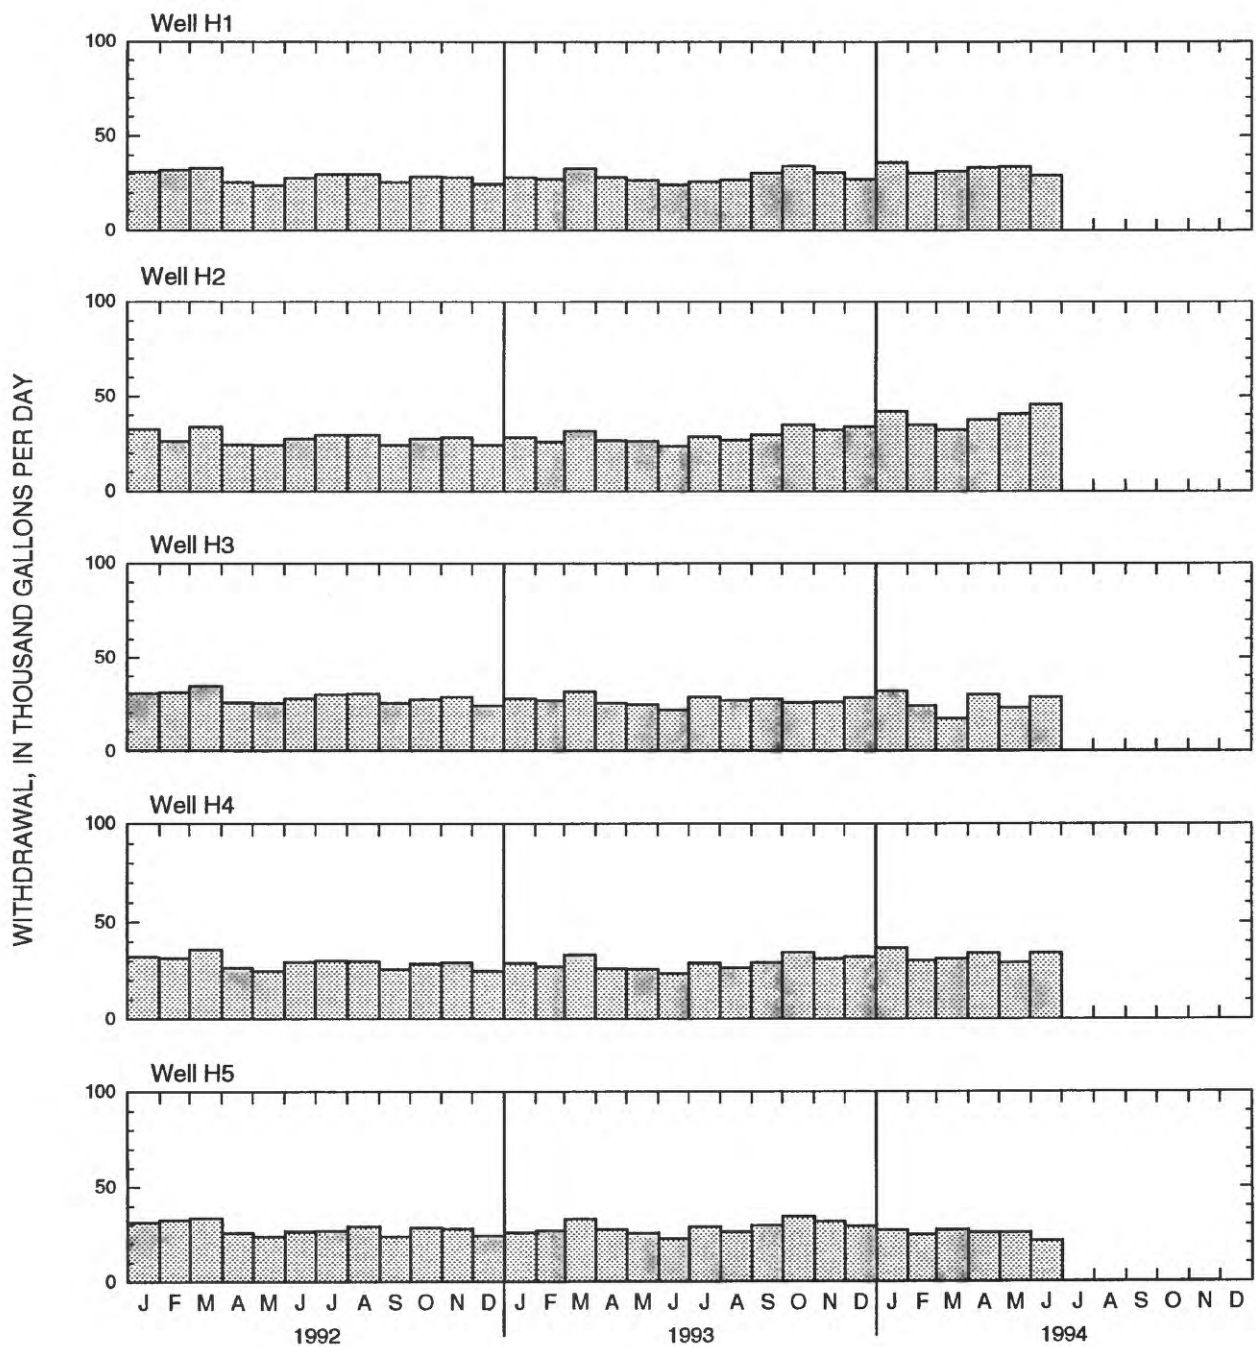 Well H1
100
50
0
Well H2
100
50
0
WITHDRAWAL, IN THOUSAND GALLONS PER DAY
Well H3
100
50
0
Well H4
100
50
0
Well H5
100
50
0
J F M A M J J A S O N D J F M A M J J A S O N D J F M A M J J A S O N D
1992 1993 1994